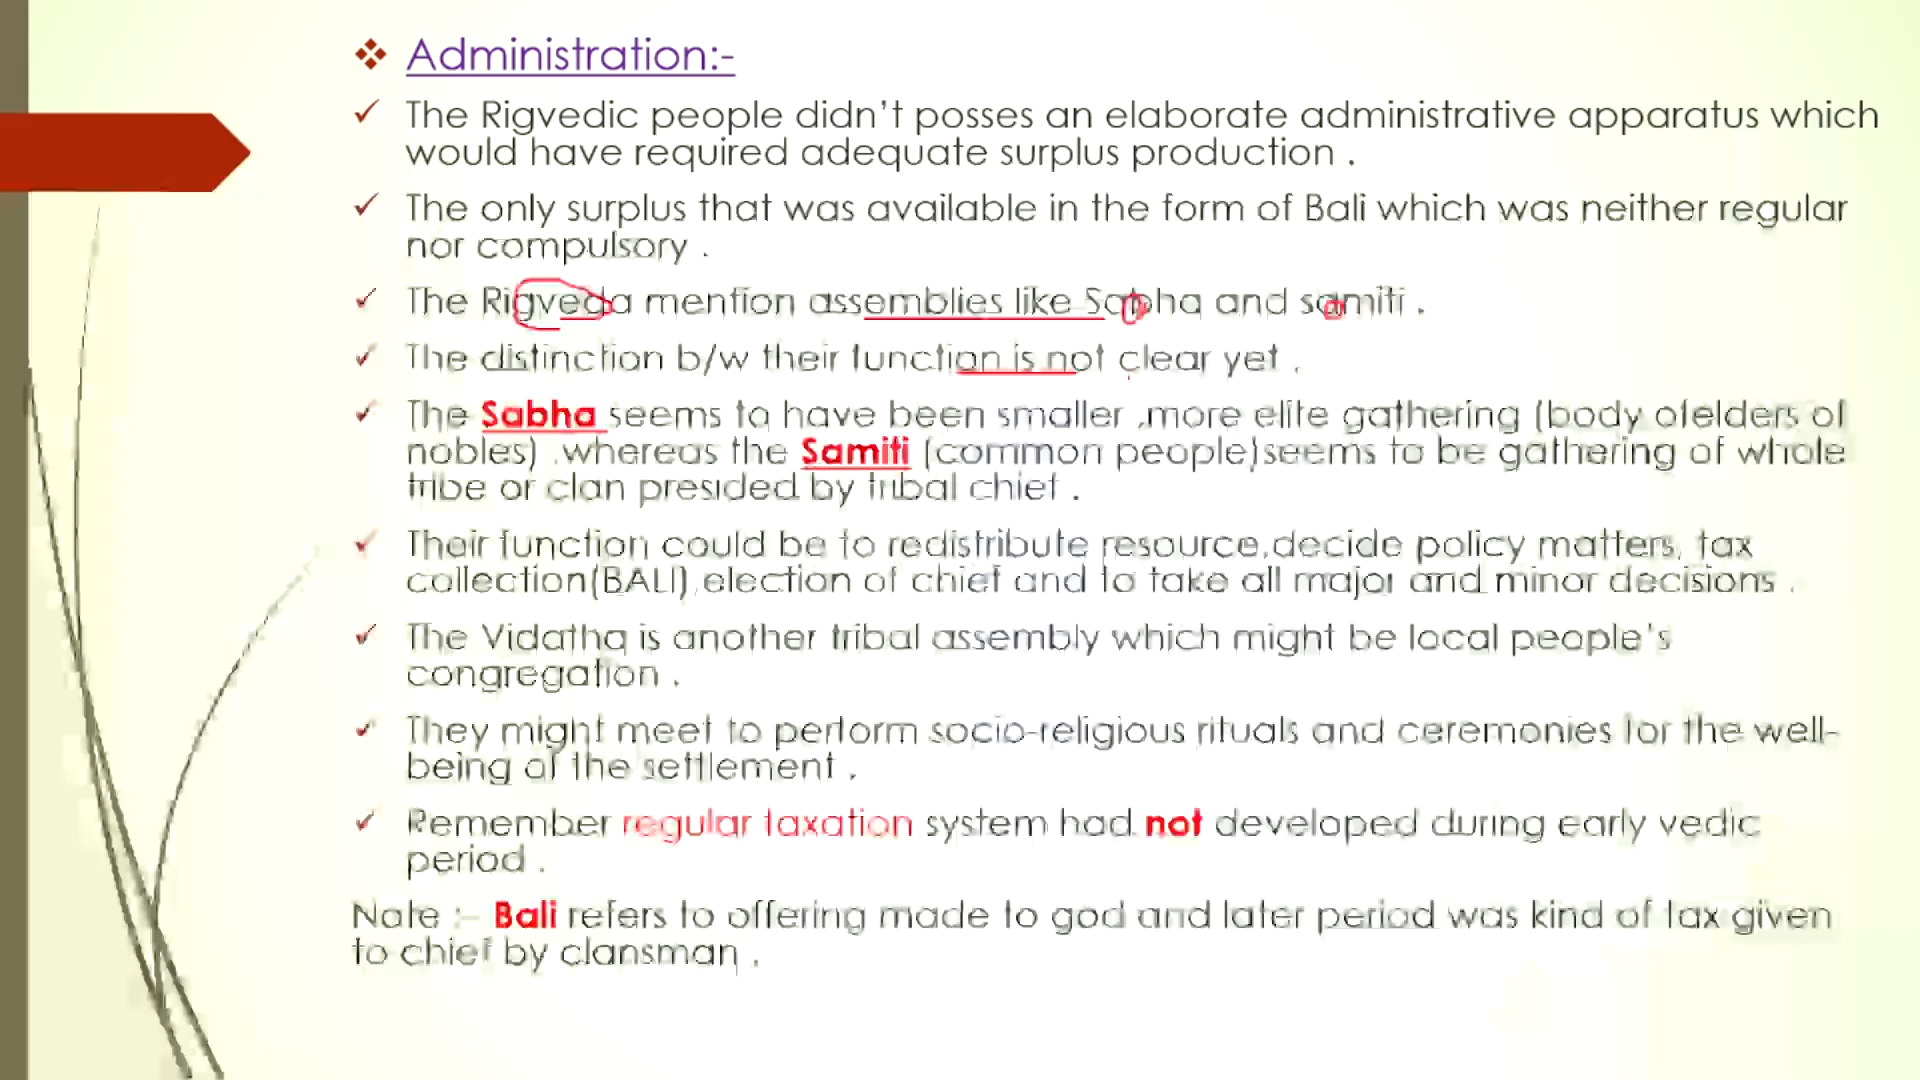 Administration:-
The Rigvedic people didn't posses an elaborate administrative apparatus which
would have required adequate surplus production .
The only surplus that was available in the form of Bali which was neither regular
nor compulsory .
The Rigveda mention assemblies like Sabha and samiti .
The distinction b/w their function is not clear yet .
The Sabha seems to have been smaller ,more elite gathering (body ofelders of
nobles) .whereas the Samiti (common people)seems to be gathering of whole
tribe or clan presided by tribal chief .
Their function could be to redistribute resource,decide policy matters, tax
collection(BALI),election of chief and to take all major and minor decisions .
The Vidatha is another tribal assembly which might be local people's
congregation .
They might meet to perform socio-religious rituals and ceremonies for the well-
being of the settlement .
Remember regular taxation system had not developed during early vedic
period .
Note :- Bali refers to offering made to god and later period was kind of tax given
to chief by clansman .